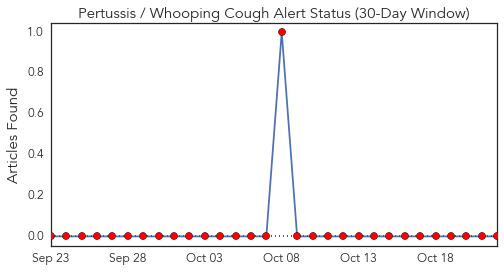 Pertussis / Whooping Cough Alert Status (30-Day Window)
Articles Found
1.0
0.8
0.6
0.4
0.2
0.0
Sep 23 Sep 28 Oct 03 Oct 08 Oct 13 Oct 18